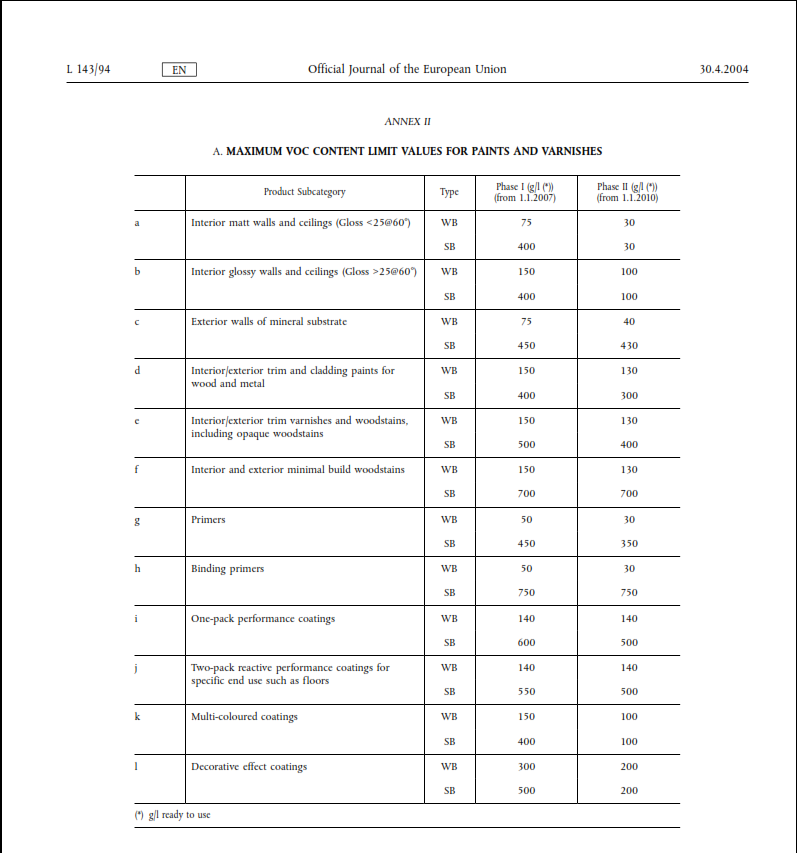 L 143/94 EN Official Journal of the European Union 30.4.2004
ANNEX II
A. MAXIMUM VOC CONTENT LIMIT VALUES FOR PAINTS AND VARNISHES
Product Subcategory Type Phase I (g/l (*)) (from 1.1.2007) Phase II (g/l (*)) (from 1.1.2010)
a Interior matt walls and ceilings (Gloss <25@60°) WB 75 30
SB 400 30
b Interior glossy walls and ceilings (Gloss >25@60°) WB 150 100
SB 400 100
c Exterior walls of mineral substrate WB 75 40
SB 450 430
d Interior/exterior trim and cladding paints for WB 150 130
wood and metal
SB 400 300
e Interior/exterior trim varnishes and woodstains, WB 150 130
including opaque woodstains
SB 500 400
f Interior and exterior minimal build woodstains WB 150 130
SB 700 700
g Primers WB 50 30
SB 450 350
h Binding primers WB 50 30
SB 750 750
i One-pack performance coatings WB 140 140
SB 600 500
j Two-pack reactive performance coatings for WB 140 140
specific end use such as floors
SB 550 500
k Multi-coloured coatings WB 150 100
SB 400 100
l Decorative effect coatings WB 300 200
SB 500 200
(*) g/l ready to use